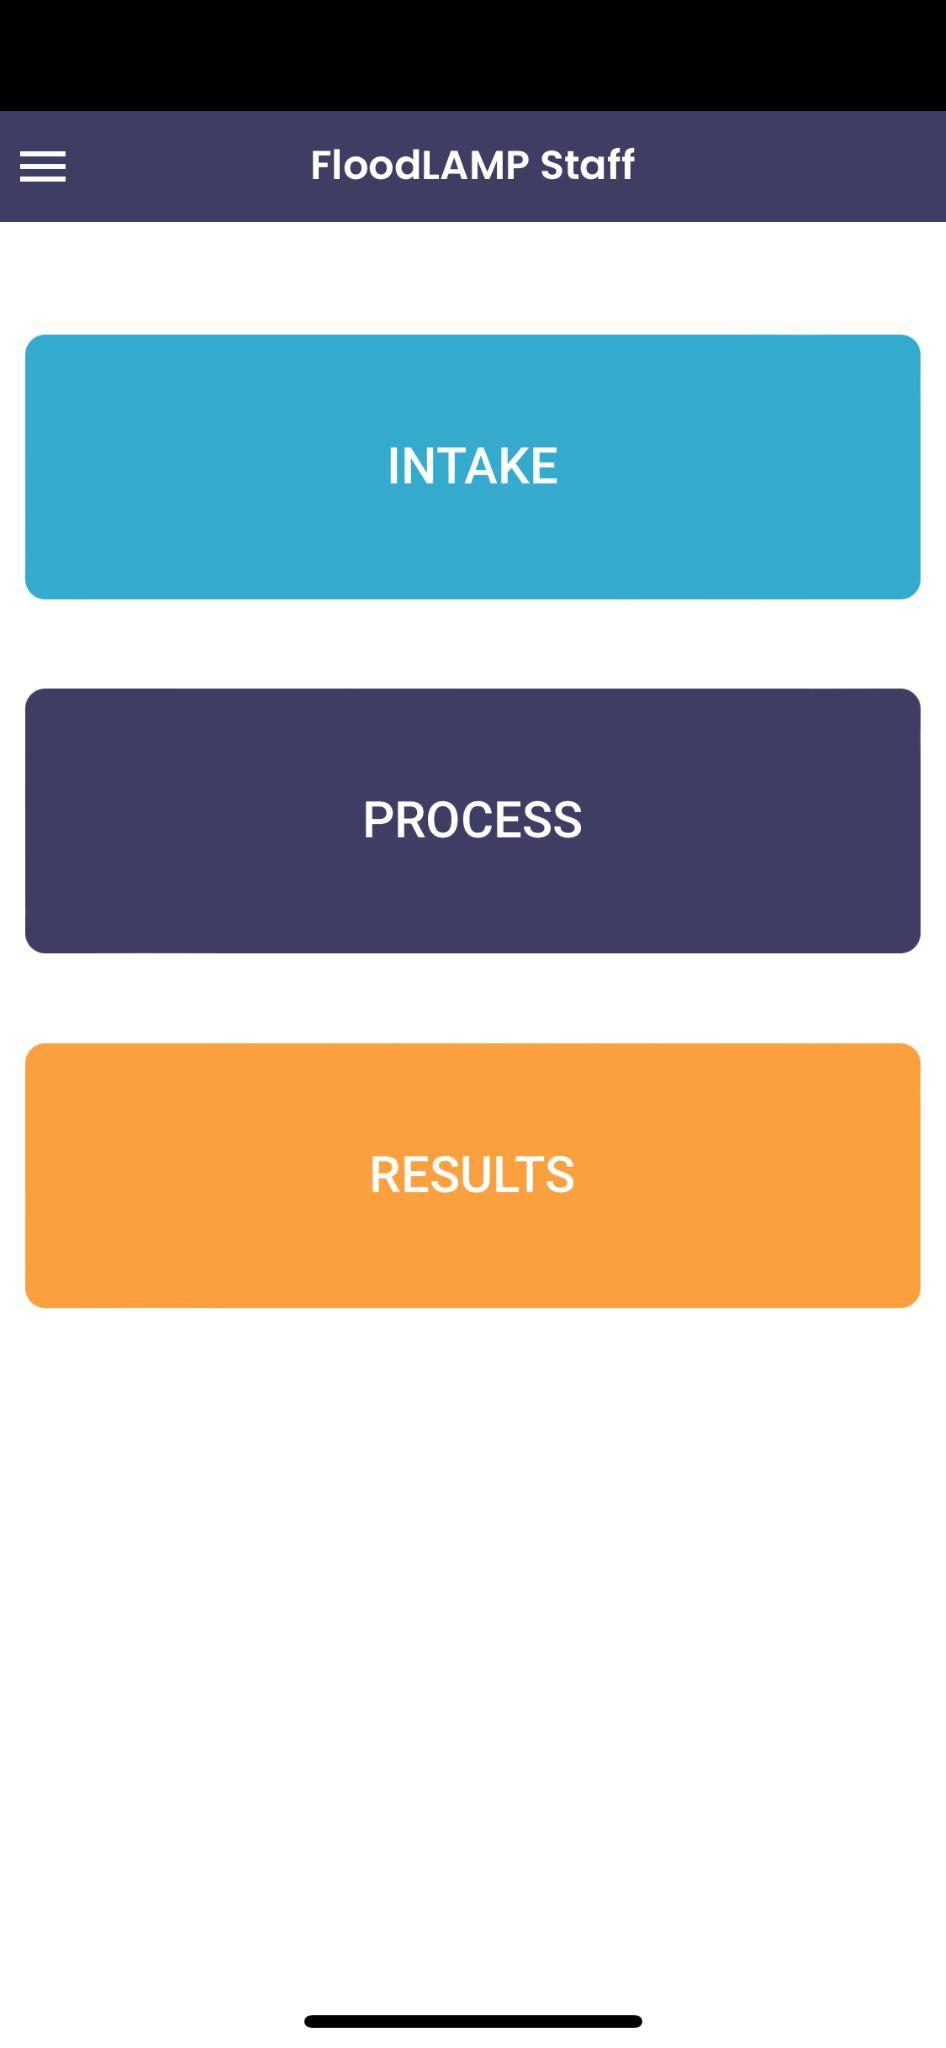 FloodLAMP Staff
INTAKE
PROCESS
RESULTS